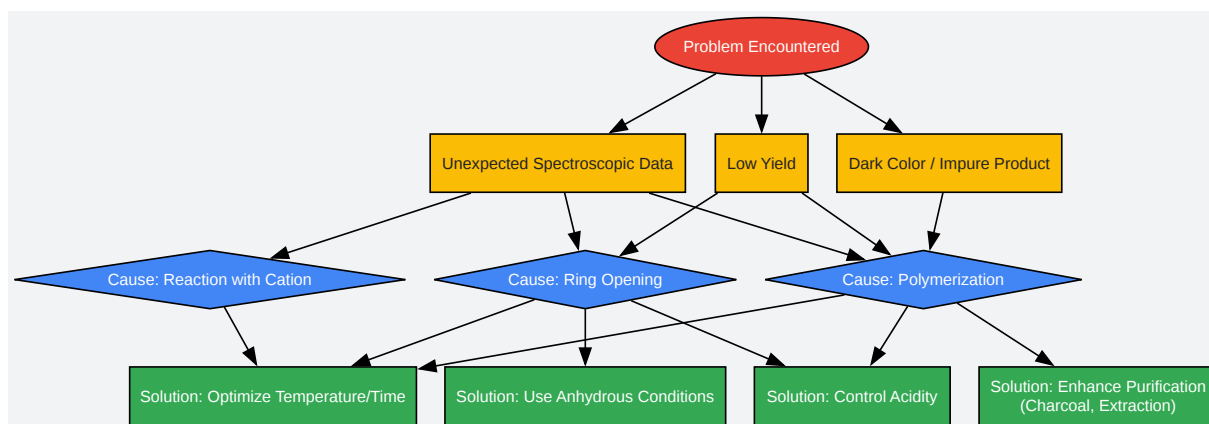 Problem Encountered
Unexpected Spectroscopic Data
Low Yield
Dark Color / Impure Product
Cause: Reaction with Cation
Cause: Ring Opening
Cause: Polymerization
Solution: Optimize Temperature/Time
Solution: Use Anhydrous Conditions
Solution: Control Acidity
Solution: Enhance Purification
(Charcoal, Extraction)